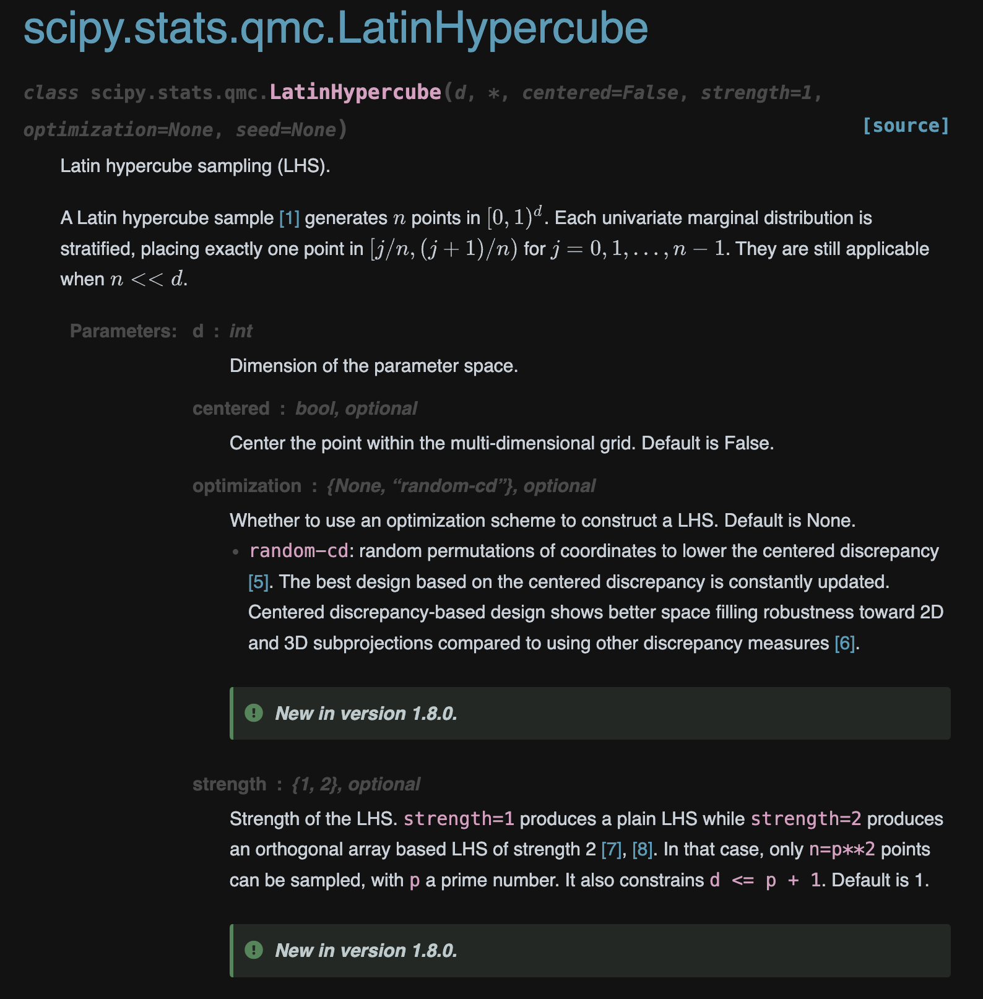 scipy.stats.qmc.LatinHypercube
class scipy.stats.qmc.LatinHypercube(d, *, centered=False, strength=1,
optimization=None, seed=None)
[source]
Latin hypercube sampling (LHS).
A Latin hypercube sample [1] generates n points in [0, 1)^d. Each univariate marginal distribution is
stratified, placing exactly one point in [j/n, (j + 1)/n) for j = 0, 1, . . . , n − 1. They are still applicable
when n << d.
Parameters: d : int
Dimension of the parameter space.
centered : bool, optional
Center the point within the multi-dimensional grid. Default is False.
optimization : {None, “random-cd”}, optional
Whether to use an optimization scheme to construct a LHS. Default is None.
• random-cd: random permutations of coordinates to lower the centered discrepancy
[5]. The best design based on the centered discrepancy is constantly updated.
Centered discrepancy-based design shows better space filling robustness toward 2D
and 3D subprojections compared to using other discrepancy measures [6].
New in version 1.8.0.
strength : {1, 2}, optional
Strength of the LHS. strength=1 produces a plain LHS while strength=2 produces
an orthogonal array based LHS of strength 2 [7], [8]. In that case, only n=p**2 points
can be sampled, with p a prime number. It also constrains d <= p + 1. Default is 1.
New in version 1.8.0.